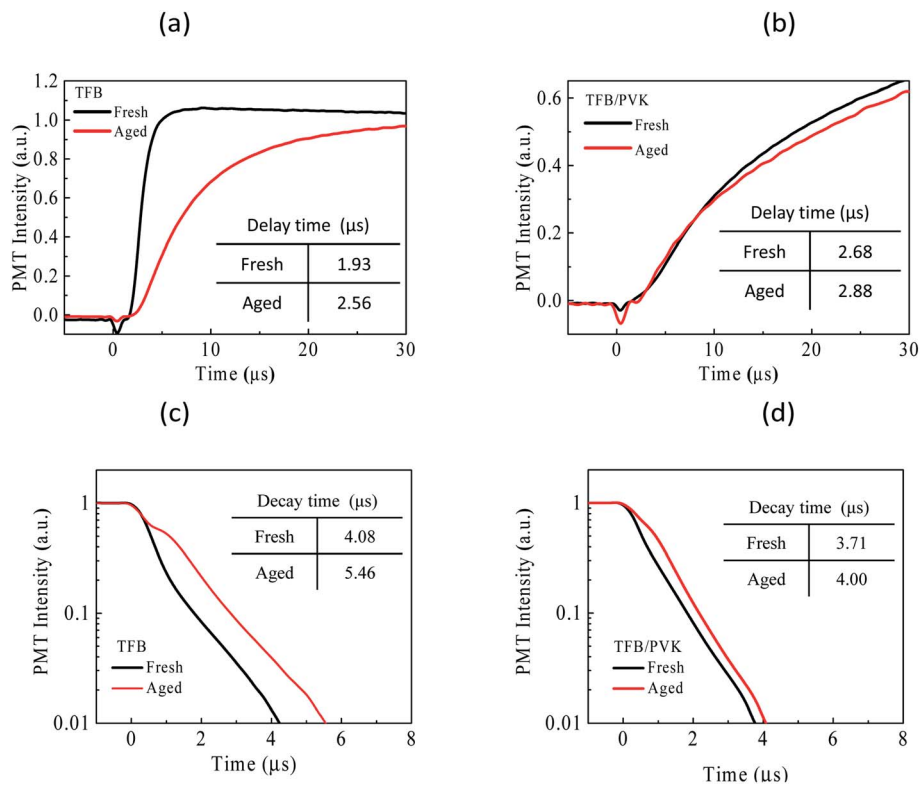 (a)
TFB
Fresh
Aged
PMT Intensity (a.u.)
1.2
1.0
0.8
0.6
0.4
0.2
0.0
Delay time (μs)
Fresh 1.93
Aged 2.56
0 10 20 30
Time (μs)
(b)
TFB/PVK
Fresh
Aged
PMT Intensity (a.u.)
0.6
0.4
0.2
0.0
Delay time (μs)
Fresh 2.68
Aged 2.88
0 10 20 30
Time (μs)
(c)
PMT Intensity (a.u.)
1
0.1
0.01
Decay time (μs)
Fresh 4.08
Aged 5.46
TFB
Fresh
Aged
0 2 4 6 8
Time (μs)
(d)
PMT Intensity (a.u.)
1
0.1
0.01
Decay time (μs)
Fresh 3.71
Aged 4.00
TFB/PVK
Fresh
Aged
0 2 4 6 8
Time (μs)